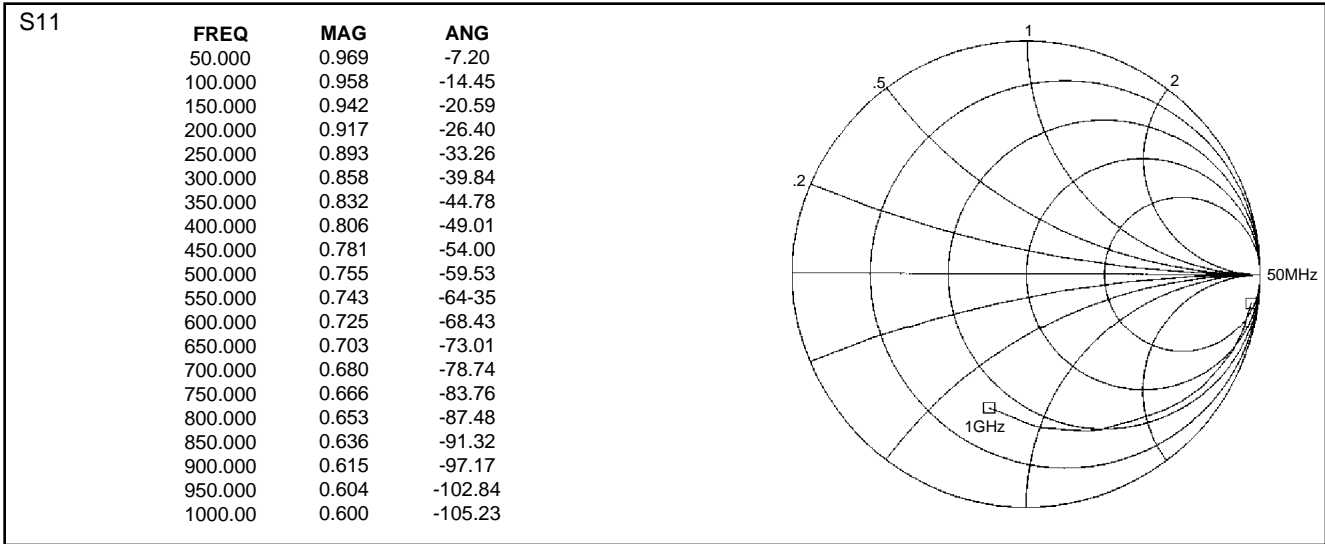 S11
FREQ MAG ANG
50.000 0.969 -7.20
100.000 0.958 -14.45
150.000 0.942 -20.59
200.000 0.917 -26.40
250.000 0.893 -33.26
300.000 0.858 -39.84
350.000 0.832 -44.78
400.000 0.806 -49.01
450.000 0.781 -54.00
500.000 0.755 -59.53
550.000 0.743 -64-35
600.000 0.725 -68.43
650.000 0.703 -73.01
700.000 0.680 -78.74
750.000 0.666 -83.76
800.000 0.653 -87.48
850.000 0.636 -91.32
900.000 0.615 -97.17
950.000 0.604 -102.84
1000.00 0.600 -105.23
1
.5
2
.2
50MHz
1GHz